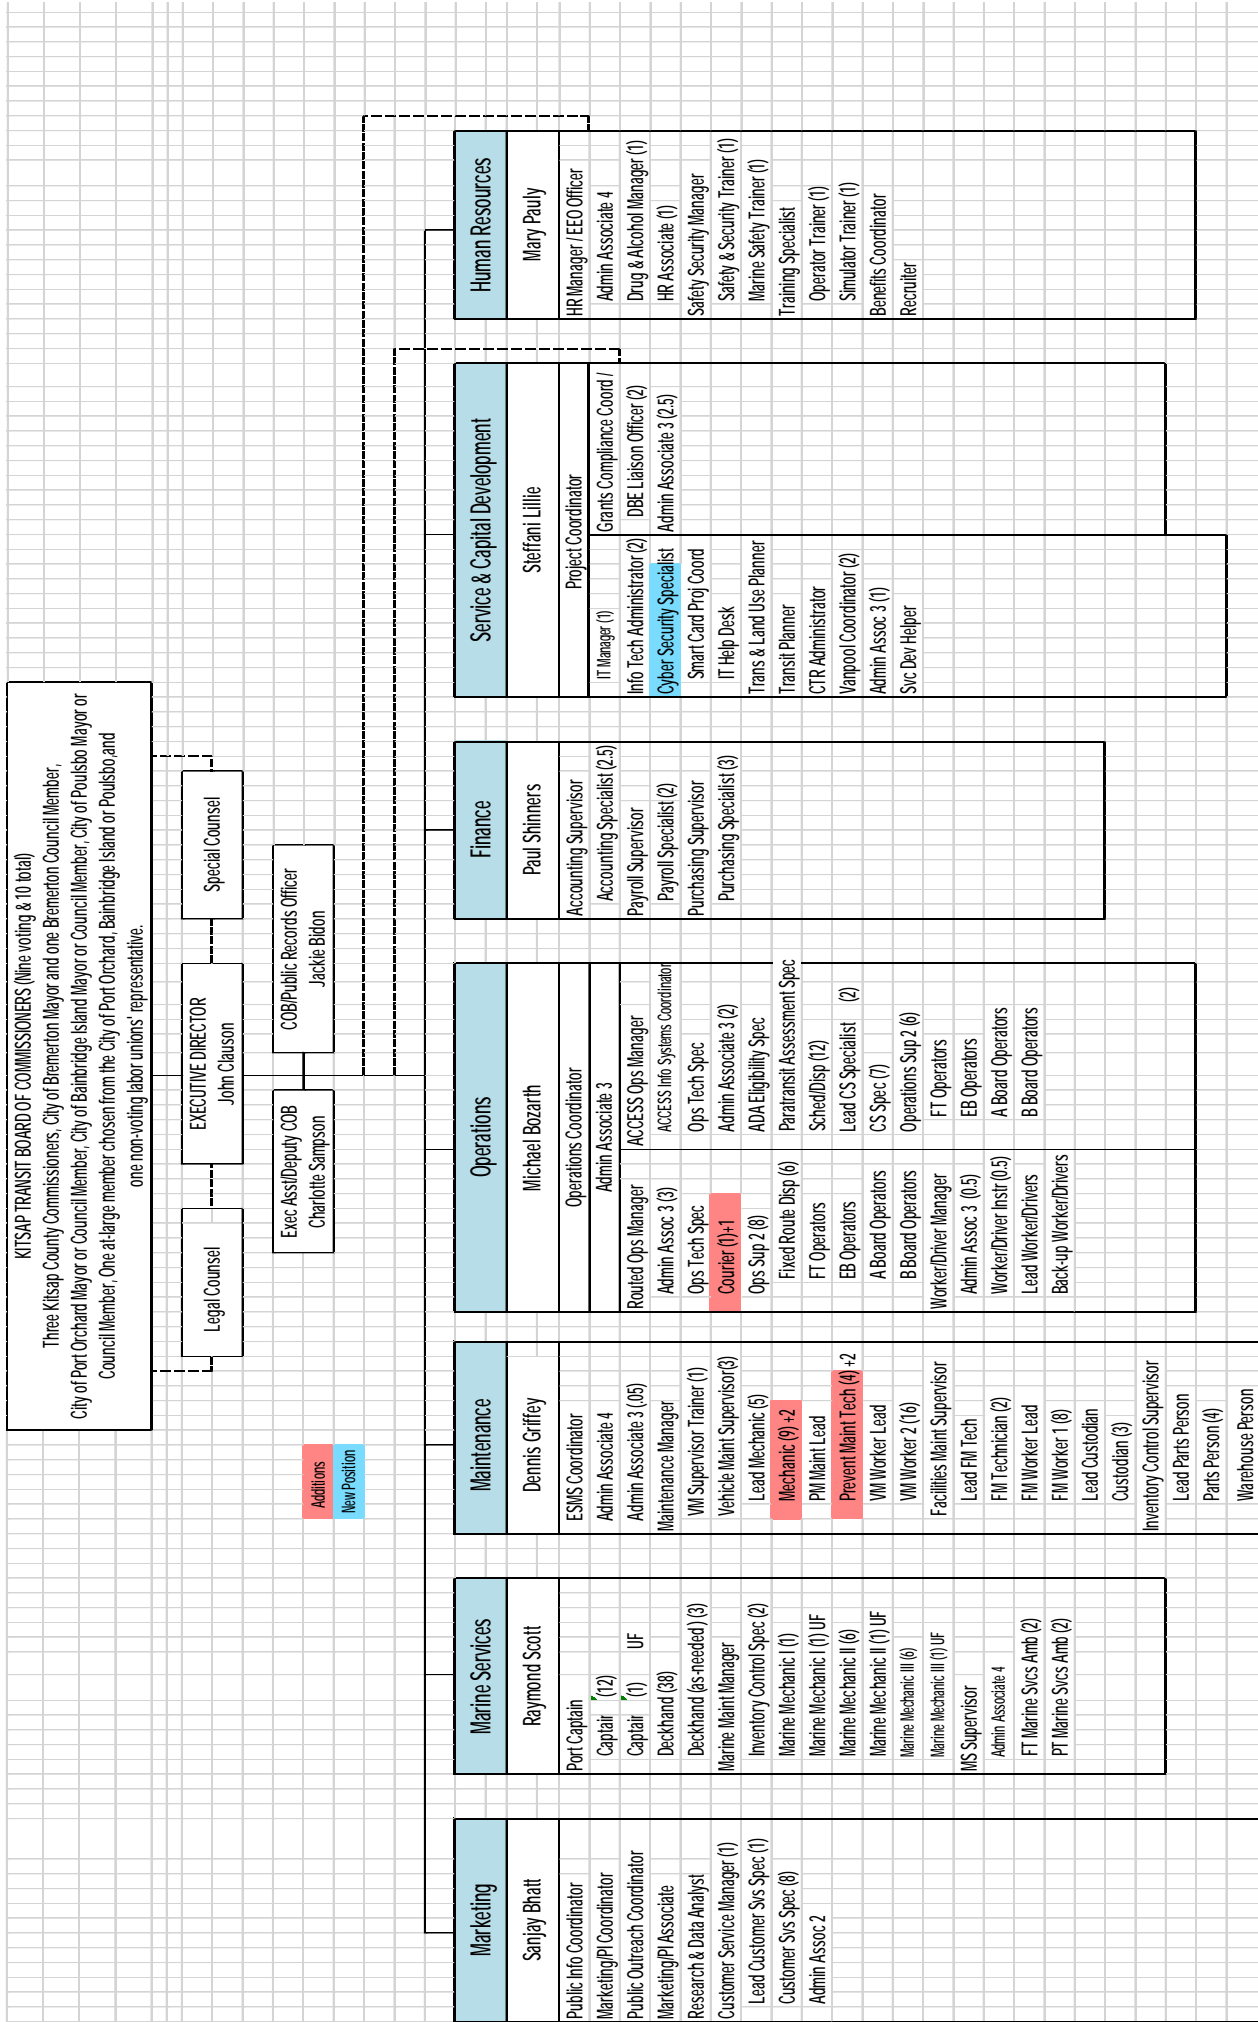 KITSAP TRANSIT BOARD OF COMMISSIONERS (Nine voting & 10 total)
Three Kitsap County Commissioners, City of Bremerton Mayor and one Bremerton Council Member,
City of Port Orchard Mayor or Council Member, City of Bainbridge Island Mayor or Council Member, City of Poulsbo Mayor or
Council Member, One at-large member chosen from the City of Port Orchard, Bainbridge Island or Poulsbo,and
one non-voting labor unions' representative.
Legal Counsel
EXECUTIVE DIRECTOR
John Clauson
Special Counsel
Exec Asst/Deputy COB
Charlotte Sampson
COB/Public Records Officer
Jackie Bidon
Additions
New Position
Marketing
Sanjay Bhatt
Public Info Coordinator
Marketing/PI Coordinator
Public Outreach Coordinator
Marketing/PI Associate
Research & Data Analyst
Customer Service Manager (1)
Lead Customer Svs Spec (1)
Customer Svs Spec (8)
Admin Assoc 2
Marine Services
Raymond Scott
Port Captain
Captair (12)
Captair (1) UF
Deckhand (38)
Deckhand (as-needed) (3)
Marine Maint Manager
Inventory Control Spec (2)
Marine Mechanic I (1)
Marine Mechanic I (1) UF
Marine Mechanic II (6)
Marine Mechanic II (1) UF
Marine Mechanic III (6)
Marine Mechanic III (1) UF
MS Supervisor
Admin Associate 4
FT Marine Svcs Amb (2)
PT Marine Svcs Amb (2)
Maintenance
Dennis Griffey
ESMS Coordinator
Admin Associate 4
Admin Associate 3 (.05)
Maintenance Manager
VM Supervisor Trainer (1)
Vehicle Maint Supervisor(3)
Lead Mechanic (5)
Mechanic (9) +2
PM Maint Lead
Prevent Maint Tech (4) +2
VM Worker Lead
VM Worker 2 (16)
Facilities Maint Supervisor
Lead FM Tech
FM Technician (2)
FM Worker Lead
FM Worker 1 (8)
Lead Custodian
Custodian (3)
Inventory Control Supervisor
Lead Parts Person
Parts Person (4)
Warehouse Person
Operations
Michael Bozarth
Operations Coordinator
Admin Associate 3
Routed Ops Manager
Admin Assoc 3 (3)
Ops Tech Spec
Courier (1)+1
Ops Sup 2 (8)
Fixed Route Disp (6)
FT Operators
EB Operators
A Board Operators
B Board Operators
Worker/Driver Manager
Admin Assoc 3 (0.5)
Worker/Driver Instr (0.5)
Lead Worker/Drivers
Back-up Worker/Drivers
ACCESS Ops Manager
ACCESS Info Systems Coordinator
Ops Tech Spec
Admin Associate 3 (2)
ADA Eligibility Spec
Paratransit Assessment Spec
Sched/Disp (12)
Lead CS Specialist (2)
CS Spec (7)
Operations Sup 2 (6)
FT Operators
EB Operators
A Board Operators
B Board Operators
Finance
Paul Shinners
Accounting Supervisor
Accounting Specialist (2.5)
Payroll Supervisor
Payroll Specialist (2)
Purchasing Supervisor
Purchasing Specialist (3)
Service & Capital Development
Steffani Lillie
Project Coordinator
IT Manager (1)
Info Tech Administrator (2)
Cyber Security Specialist
Smart Card Proj Coord
IT Help Desk
Trans & Land Use Planner
Transit Planner
CTR Administrator
Vanpool Coordinator (2)
Admin Assoc 3 (1)
Svc Dev Helper
Grants Compliance Coord /
DBE Liaison Officer (2)
Admin Associate 3 (2.5)
Human Resources
Mary Pauly
HR Manager / EEO Officer
Admin Associate 4
Drug & Alcohol Manager (1)
HR Associate (1)
Safety Security Manager
Safety & Security Trainer (1)
Marine Safety Trainer (1)
Training Specialist
Operator Trainer (1)
Simulator Trainer (1)
Benefits Coordinator
Recruiter